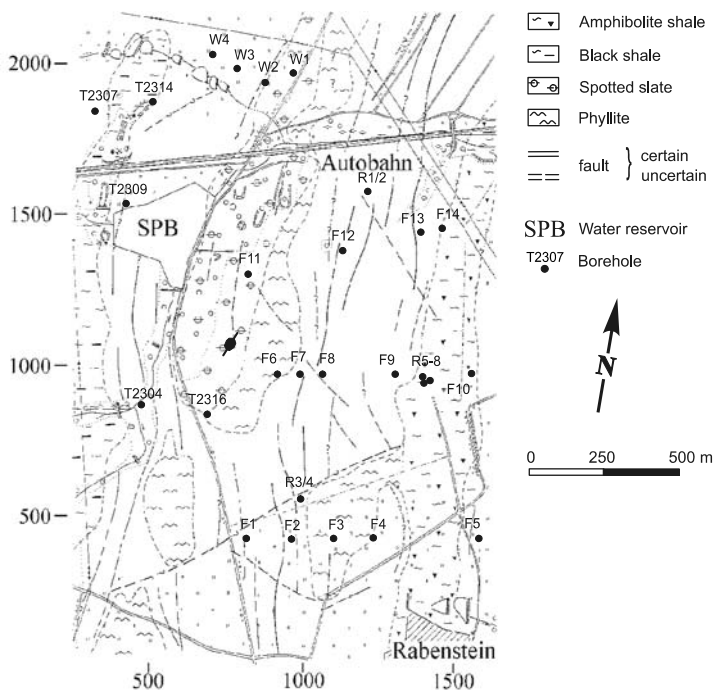 W4
W3
W1
2000
W2
T2314
T2307
Autobahn
R1/2
T2309
1500
SPB
F14
F13
F12
F11
1000
F6 F7 F8 F9 R5-8
F10
T2304
T2316
R3/4
500
F1 F2 F3 F4 F5
Rabenstein
500 1000 1500
Amphibolite shale
Black shale
Spotted slate
Phyllite
fault } certain
uncertain
SPB Water reservoir
T2307 Borehole
N
0 250 500 m